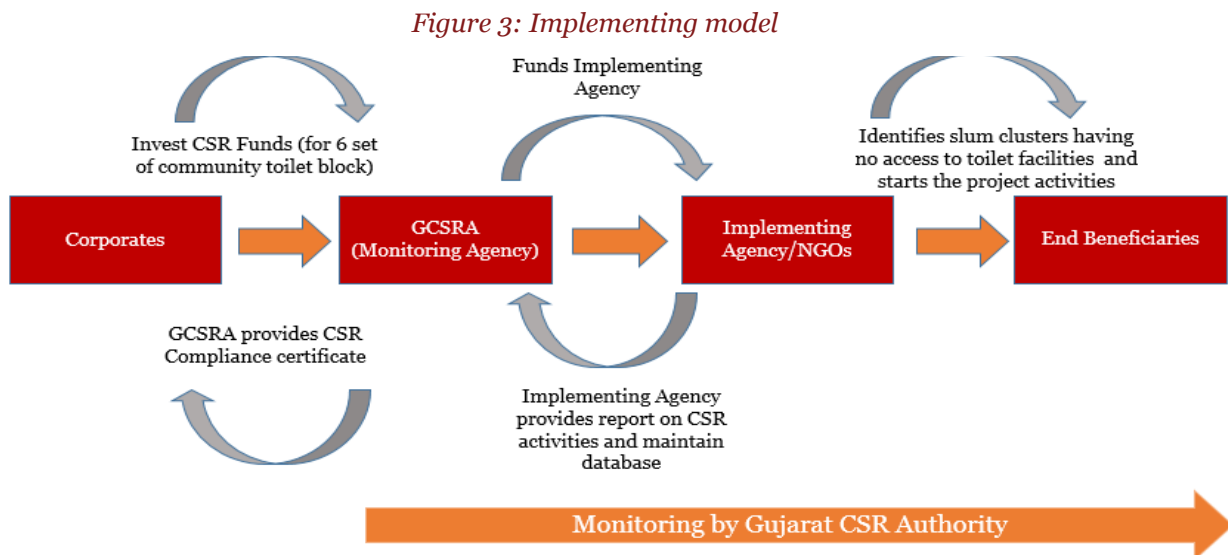 Figure 3: Implementing model
Funds Implementing
Agency
Invest CSR Funds (for 6 set
of community toilet block)
Identifies slum clusters having
no access to toilet facilities and
starts the project activities
Corporates
GCSRA
(Monitoring Agency)
Implementing
Agency/NGOs
End Beneficiaries
GCSRA provides CSR
Compliance certificate
Implementing Agency
provides report on CSR
activities and maintain
database
Monitoring by Gujarat CSR Authority